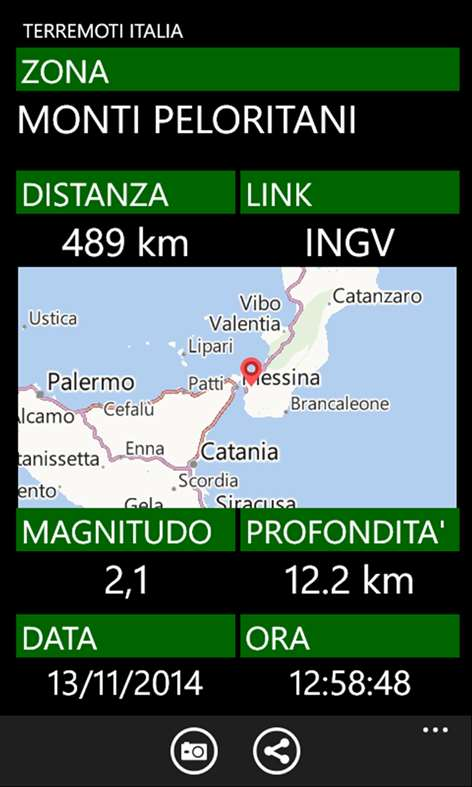 TERREMOTI ITALIA
ZONA
MONTI PELORITANI
DISTANZA
LINK
489 km
INGV
Catanzaro
Vibo
Valentia
Ustica
Lipari
Palermo
Patti
Messina
Brancaleone
Cefalù
lcamo
Enna
Catania
tanissetta
Scordia
ento
Gela
Siracusa
MAGNITUDO
PROFONDITA'
2,1
12.2 km
DATA
ORA
13/11/2014
12:58:48